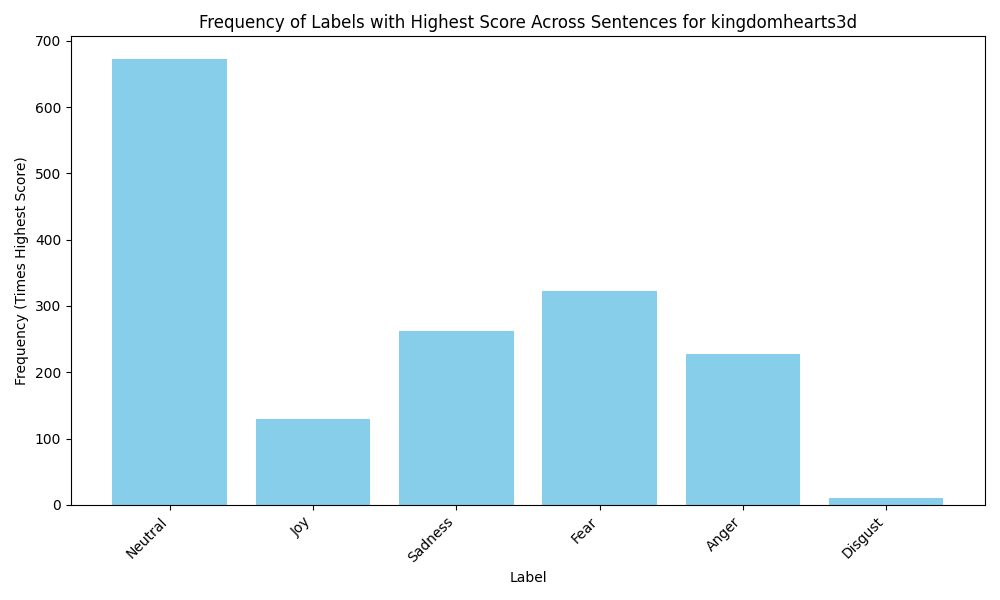 Frequency of Labels with Highest Score Across Sentences for kingdomhearts3d
Frequency (Times Highest Score)
700
600
500
400
300
200
100
0
Neutral
Joy
Sadness
Fear
Anger
Disgust
Label